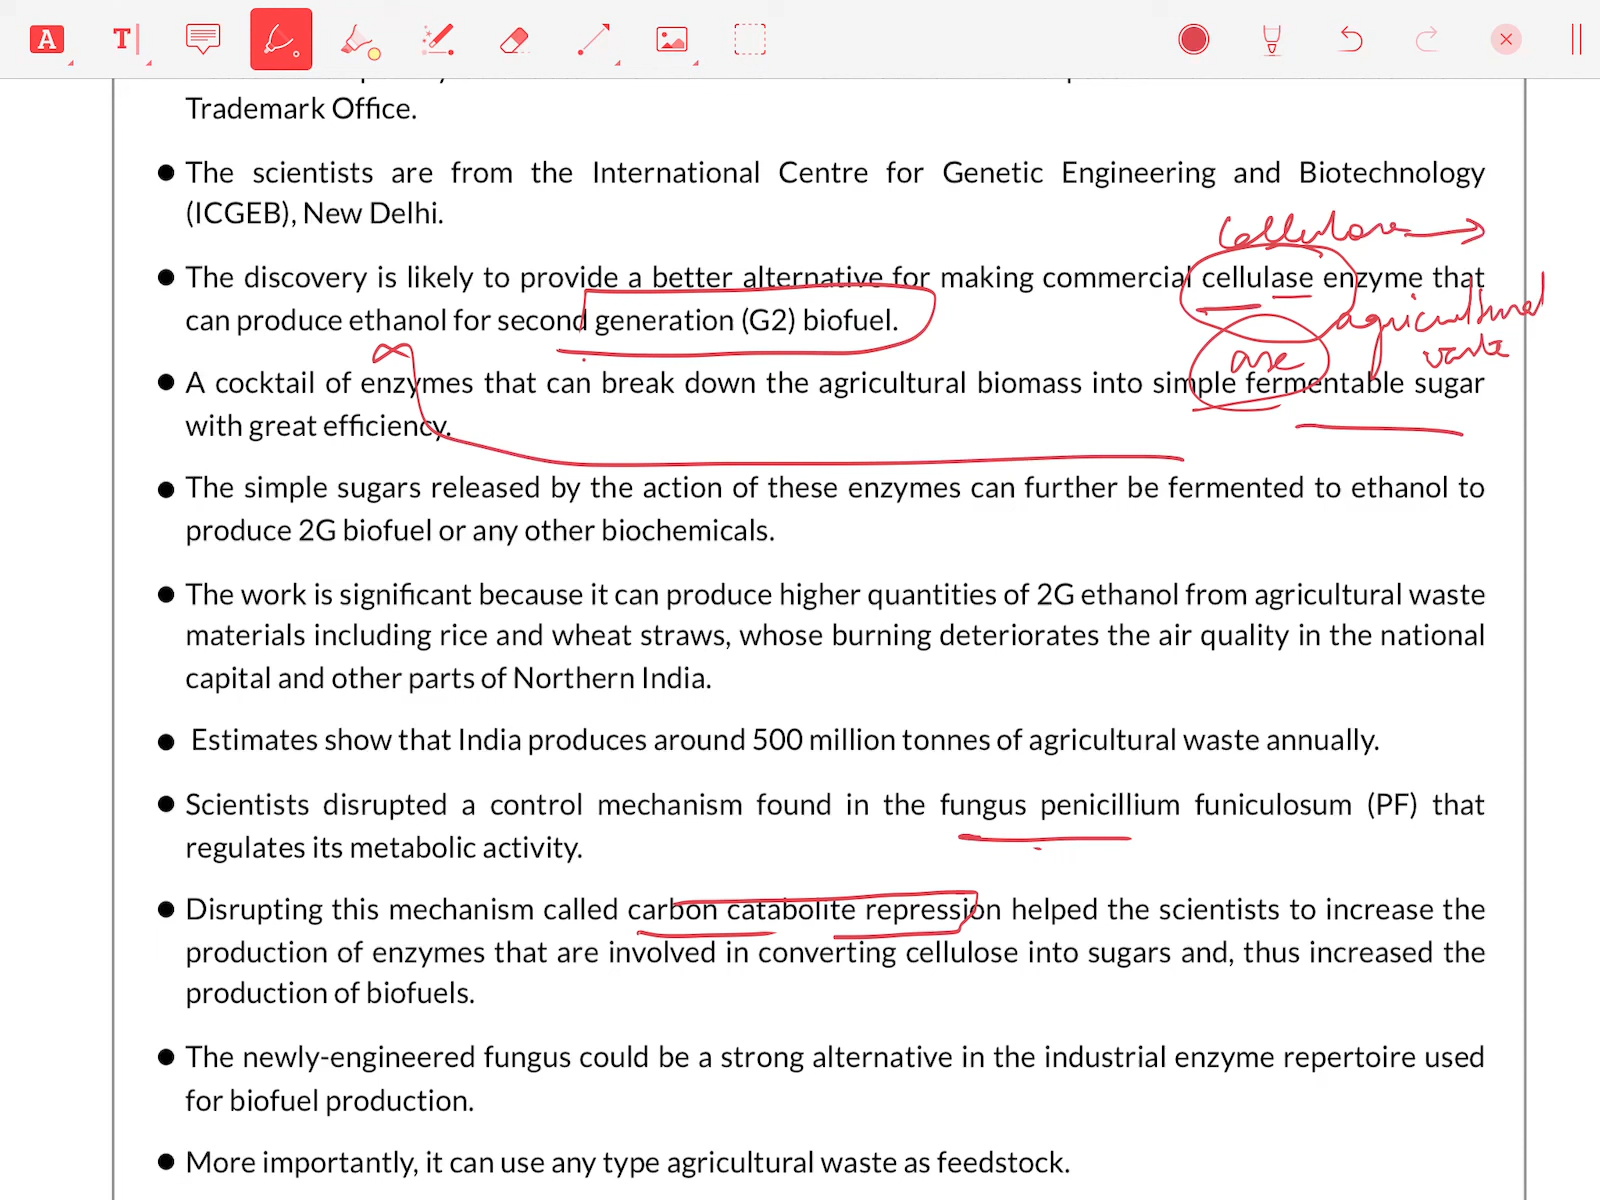 A
T
Trademark Office.
● The scientists are from the International Centre for Genetic Engineering and Biotechnology
(ICGEB), New Delhi.
cellulose →
● The discovery is likely to provide a better alternative for making commercial cellulase enzyme that
can produce ethanol for second generation (G2) biofuel.
agricultural
waste
ase
● A cocktail of enzymes that can break down the agricultural biomass into simple fermentable sugar
with great efficiency.
● The simple sugars released by the action of these enzymes can further be fermented to ethanol to
produce 2G biofuel or any other biochemicals.
● The work is significant because it can produce higher quantities of 2G ethanol from agricultural waste
materials including rice and wheat straws, whose burning deteriorates the air quality in the national
capital and other parts of Northern India.
● Estimates show that India produces around 500 million tonnes of agricultural waste annually.
● Scientists disrupted a control mechanism found in the fungus penicillium funiculosum (PF) that
regulates its metabolic activity.
● Disrupting this mechanism called carbon catabolite repression helped the scientists to increase the
production of enzymes that are involved in converting cellulose into sugars and, thus increased the
production of biofuels.
● The newly-engineered fungus could be a strong alternative in the industrial enzyme repertoire used
for biofuel production.
● More importantly, it can use any type agricultural waste as feedstock.